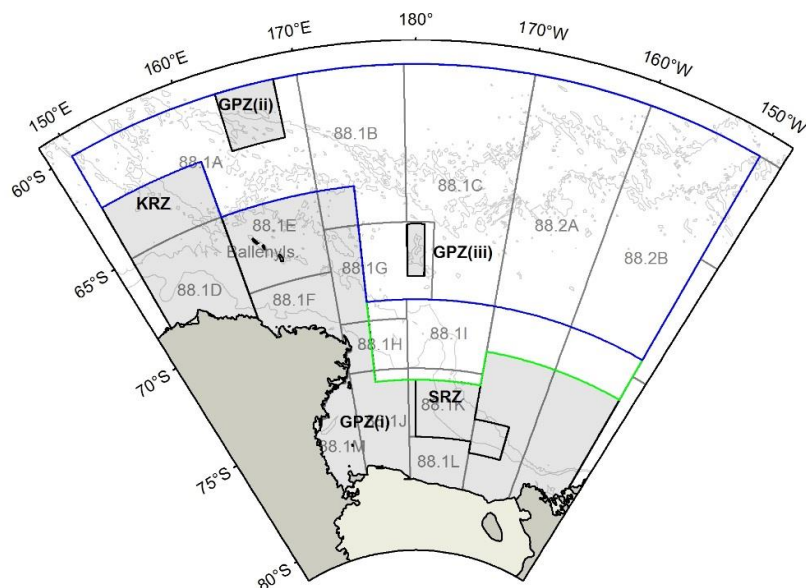 180°
170°E
170°W
160°E
160°W
150°E
150°W
60°S
65°S
70°S
75°S
80°S
GPZ(ii)
88.1B
88.1A
88.1C
KRZ
88.2A
88.1E
Balleny Is.
GPZ(iii)
88.2B
88.1G
88.1D
88.1F
88.1I
88.1H
SRZ
88.1K
GPZ(i)
88.1J
88.1M
88.1L